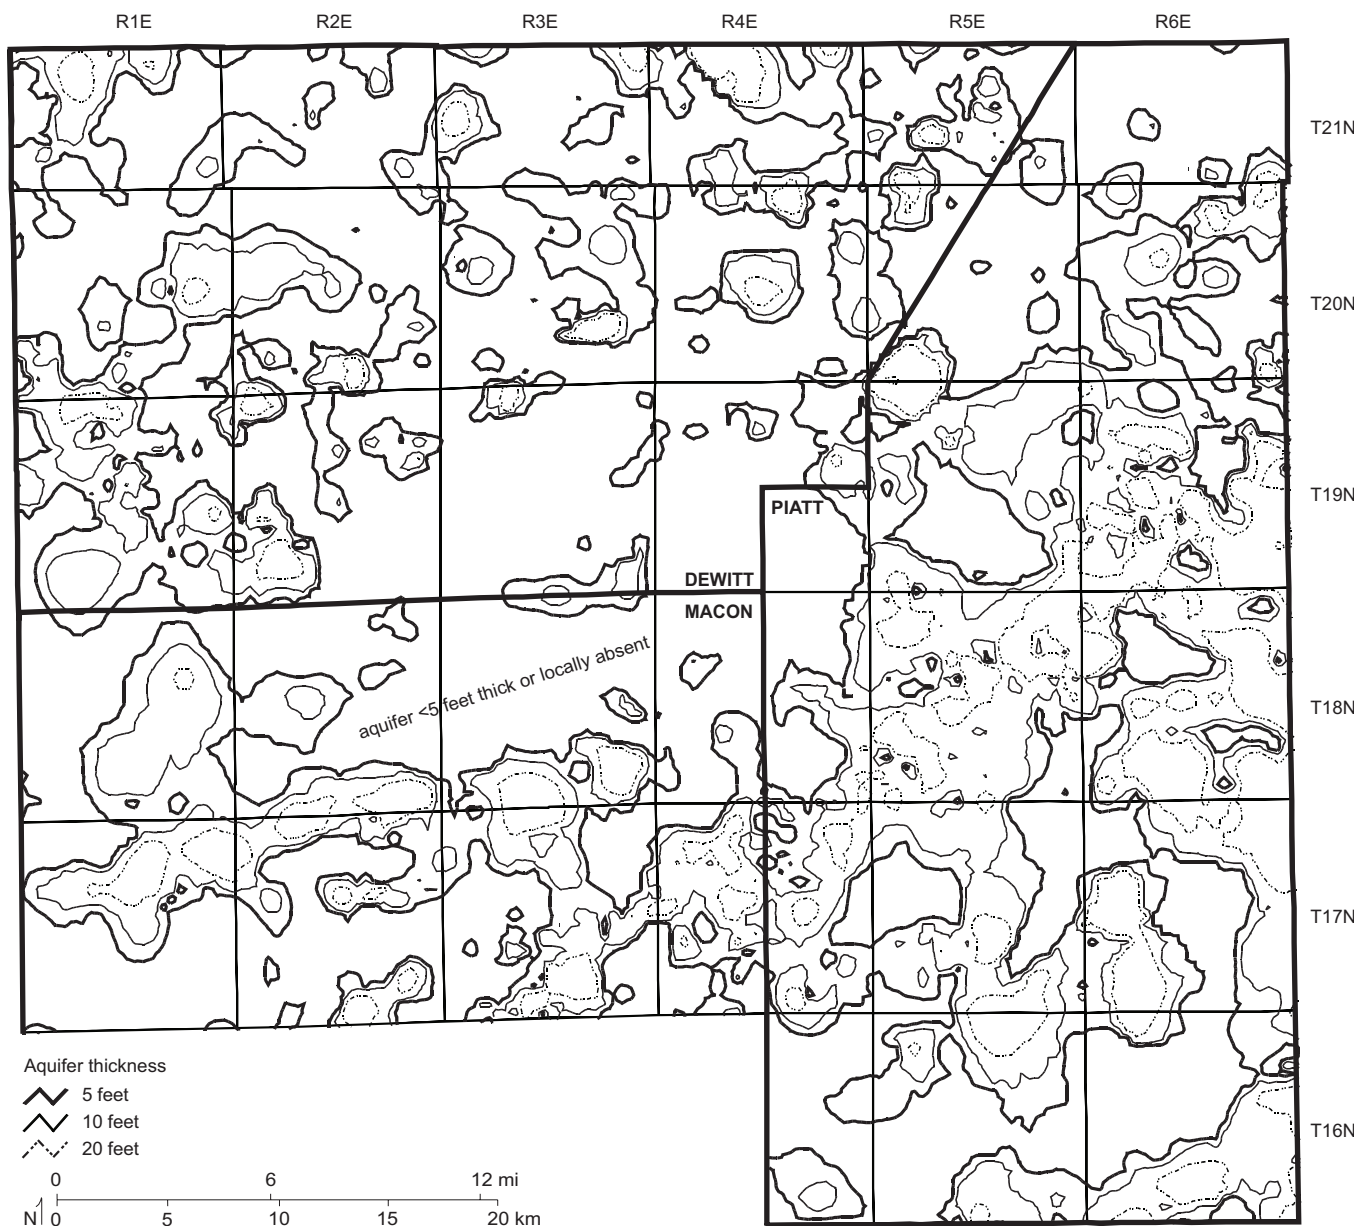 R1E R2E R3E R4E R5E R6E
T21N
T20N
T19N
PIATT
DEWITT
MACON
aquifer <5 feet thick or locally absent
T18N
T17N
Aquifer thickness
5 feet
10 feet
20 feet
T16N
0 6 12 mi
N 0 5 10 15 20 km